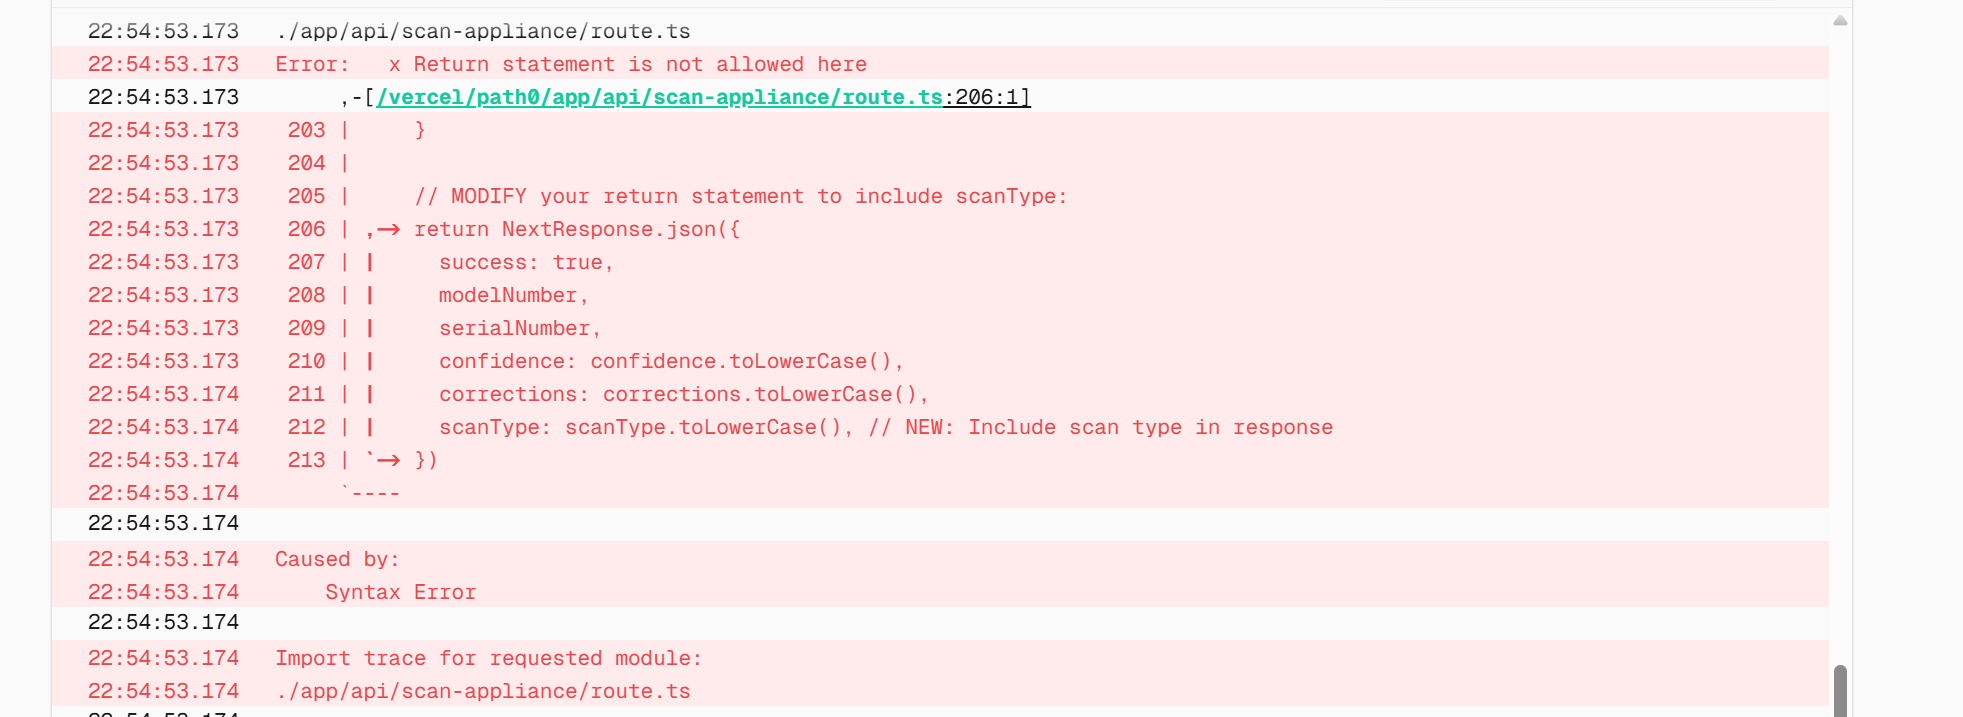 22:54:53.173 ./app/api/scan-appliance/route.ts
22:54:53.173 Error:   x Return statement is not allowed here
22:54:53.173      ,-[/vercel/path0/app/api/scan-appliance/route.ts:206:1]
22:54:53.173  203 |     }
22:54:53.173  204 |
22:54:53.173  205 |     // MODIFY your return statement to include scanType:
22:54:53.173  206 | ,-> return NextResponse.json({
22:54:53.173  207 | |     success: true,
22:54:53.173  208 | |     modelNumber,
22:54:53.173  209 | |     serialNumber,
22:54:53.173  210 | |     confidence: confidence.toLowerCase(),
22:54:53.174  211 | |     corrections: corrections.toLowerCase(),
22:54:53.174  212 | |     scanType: scanType.toLowerCase(), // NEW: Include scan type in response
22:54:53.174  213 | `-> })
22:54:53.174      `----
22:54:53.174
22:54:53.174 Caused by:
22:54:53.174     Syntax Error
22:54:53.174
22:54:53.174 Import trace for requested module:
22:54:53.174 ./app/api/scan-appliance/route.ts
22:54:53.174